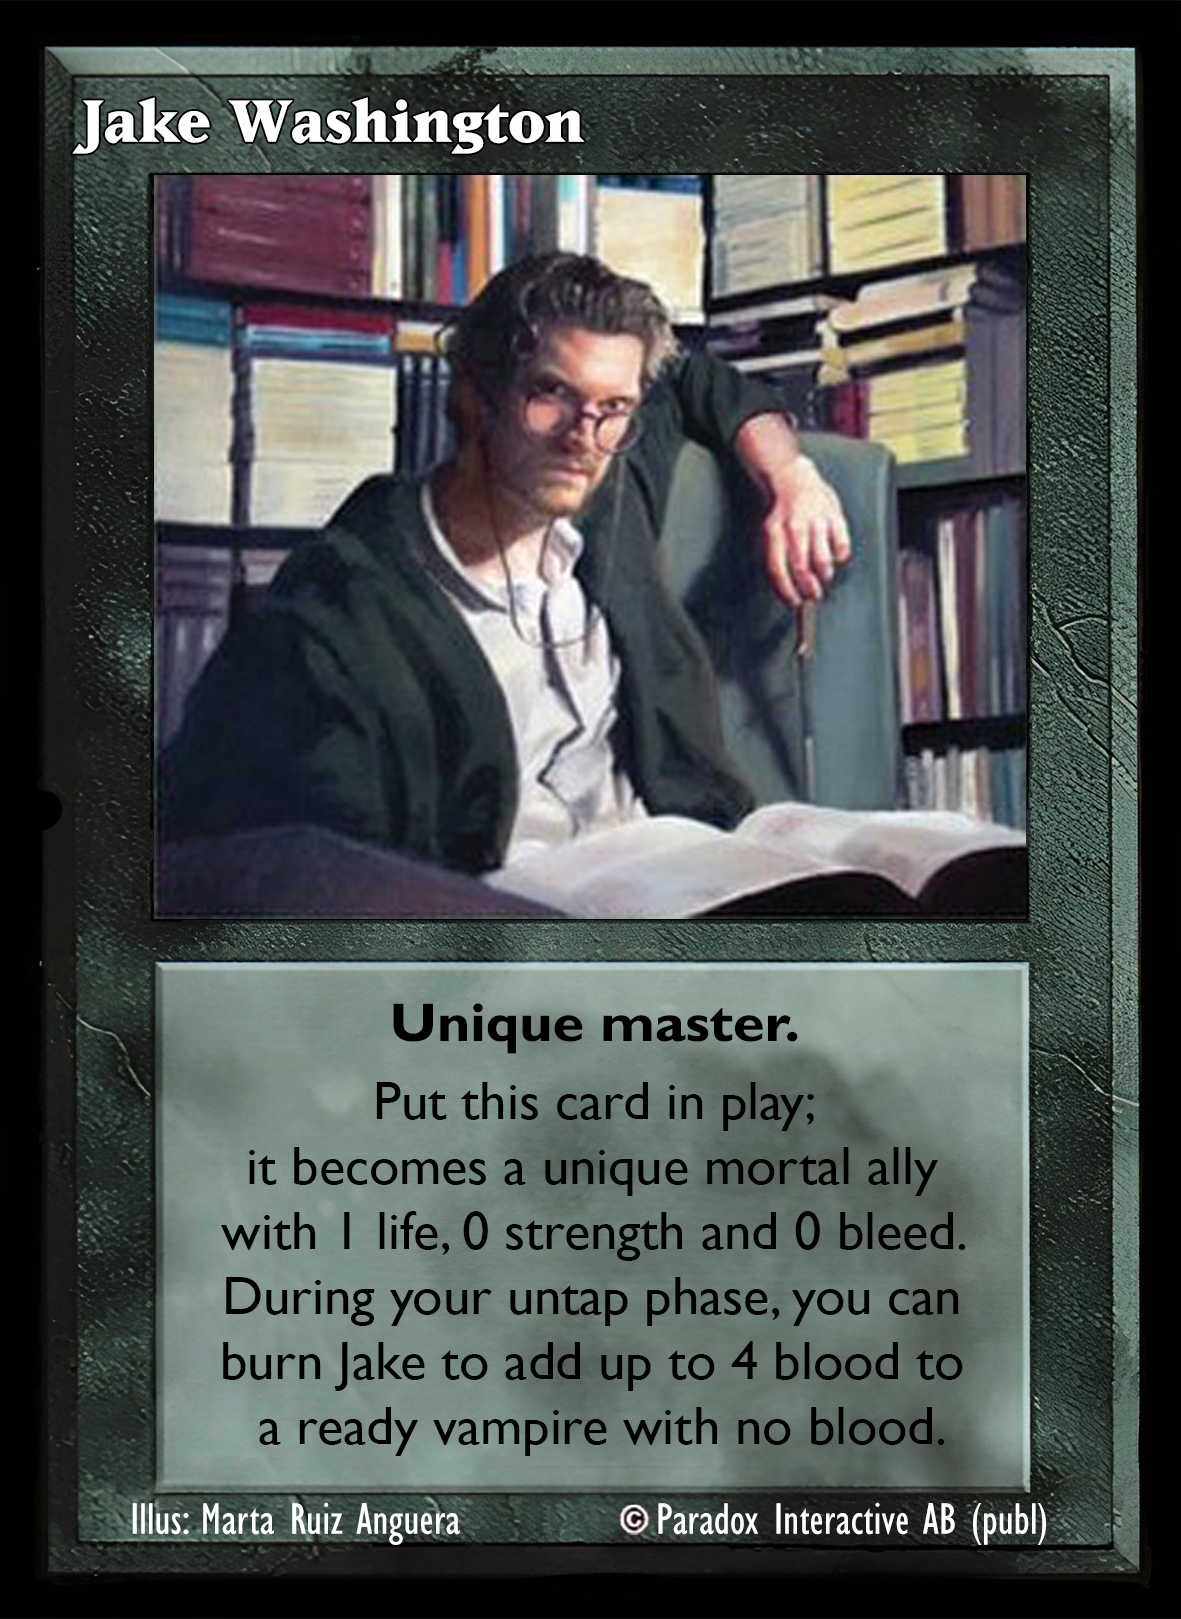 Jake Washington
Unique master.
Put this card in play;
it becomes a unique mortal ally
with 1 life, 0 strength and 0 bleed.
During your untap phase, you can
burn Jake to add up to 4 blood to
a ready vampire with no blood.
Illus: Marta Ruiz Anguera © Paradox Interactive AB (publ)